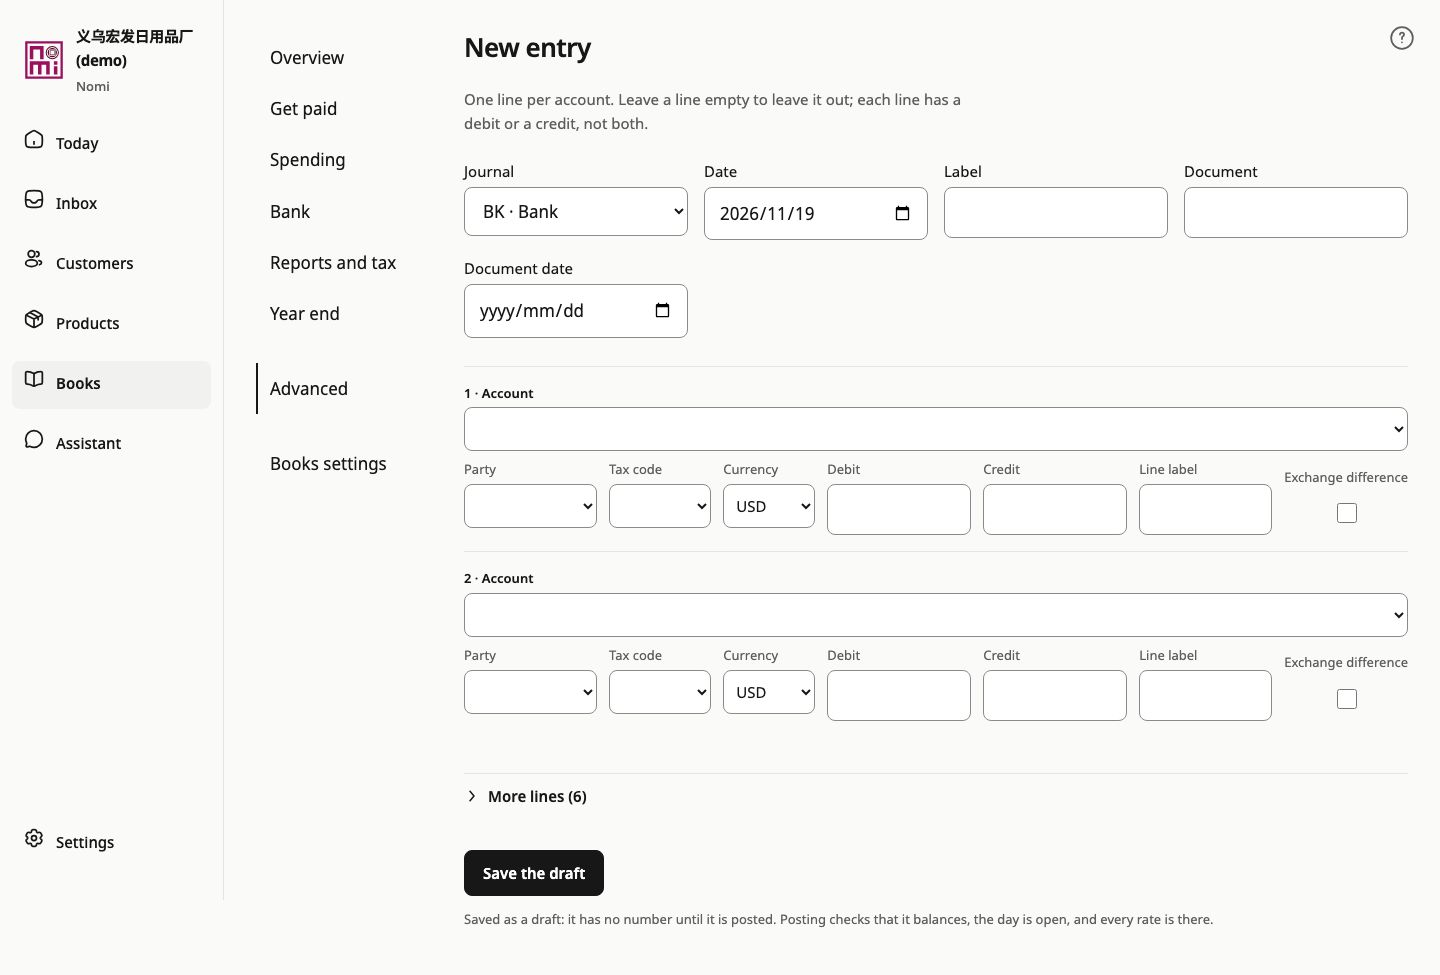 义乌宏发日用品厂
(demo)
Nomi
Today
Inbox
Customers
Products
Books
Assistant
Settings
Overview
Get paid
Spending
Bank
Reports and tax
Year end
Advanced
Books settings
New entry
One line per account. Leave a line empty to leave it out; each line has a
debit or a credit, not both.
Journal
Date
Label
Document
BK · Bank
2026/11/19
Document date
yyyy/mm/dd
1 · Account
Party
Tax code
Currency
Debit
Credit
Line label
Exchange difference
USD
2 · Account
Party
Tax code
Currency
Debit
Credit
Line label
Exchange difference
USD
More lines (6)
Save the draft
Saved as a draft: it has no number until it is posted. Posting checks that it balances, the day is open, and every rate is there.